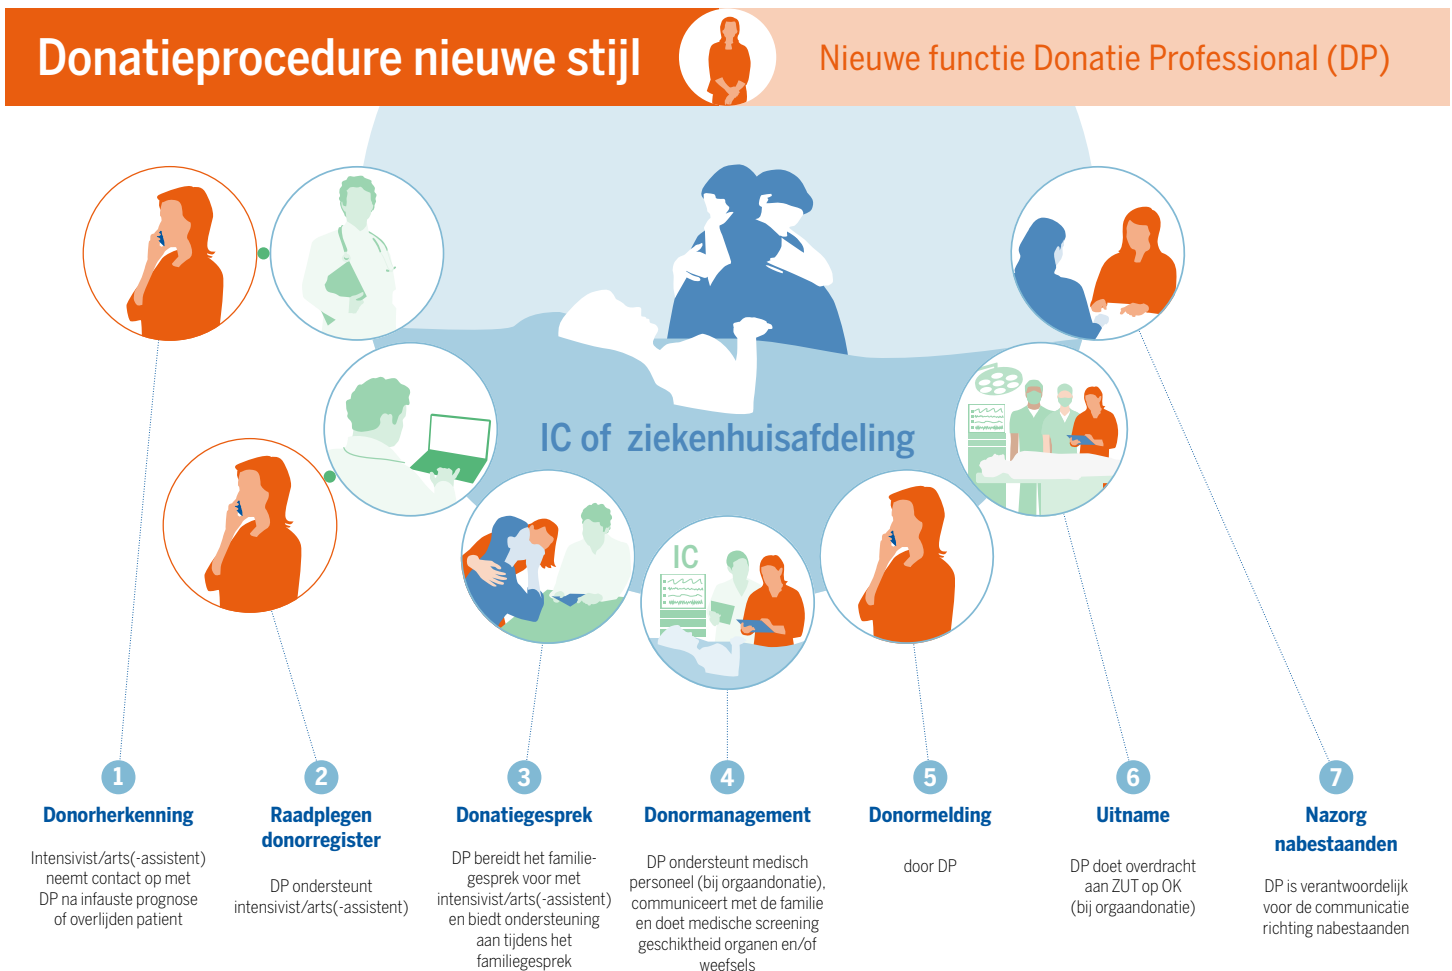 Donatieprocedure nieuwe stijl
Nieuwe functie Donatie Professional (DP)
IC of ziekenhuisafdeling
IC
1
Donorherkenning
Intensivist/arts(-assistent)
neemt contact op met
DP na infauste prognose
of overlijden patient
2
Raadplegen
donorregister
DP ondersteunt
intensivist/arts(-assistent)
3
Donatiegesprek
DP bereidt het familie-
gesprek voor met
intensivist/arts(-assistent)
en biedt ondersteuning
aan tijdens het
familiegesprek
4
Donormanagement
DP ondersteunt medisch
personeel (bij orgaandonatie),
communiceert met de familie
en doet medische screening
geschiktheid organen en/of
weefsels
5
Donormelding
door DP
6
Uitname
DP doet overdracht
aan ZUT op OK
(bij orgaandonatie)
7
Nazorg
nabestaanden
DP is verantwoordelijk
voor de communicatie
richting nabestaanden